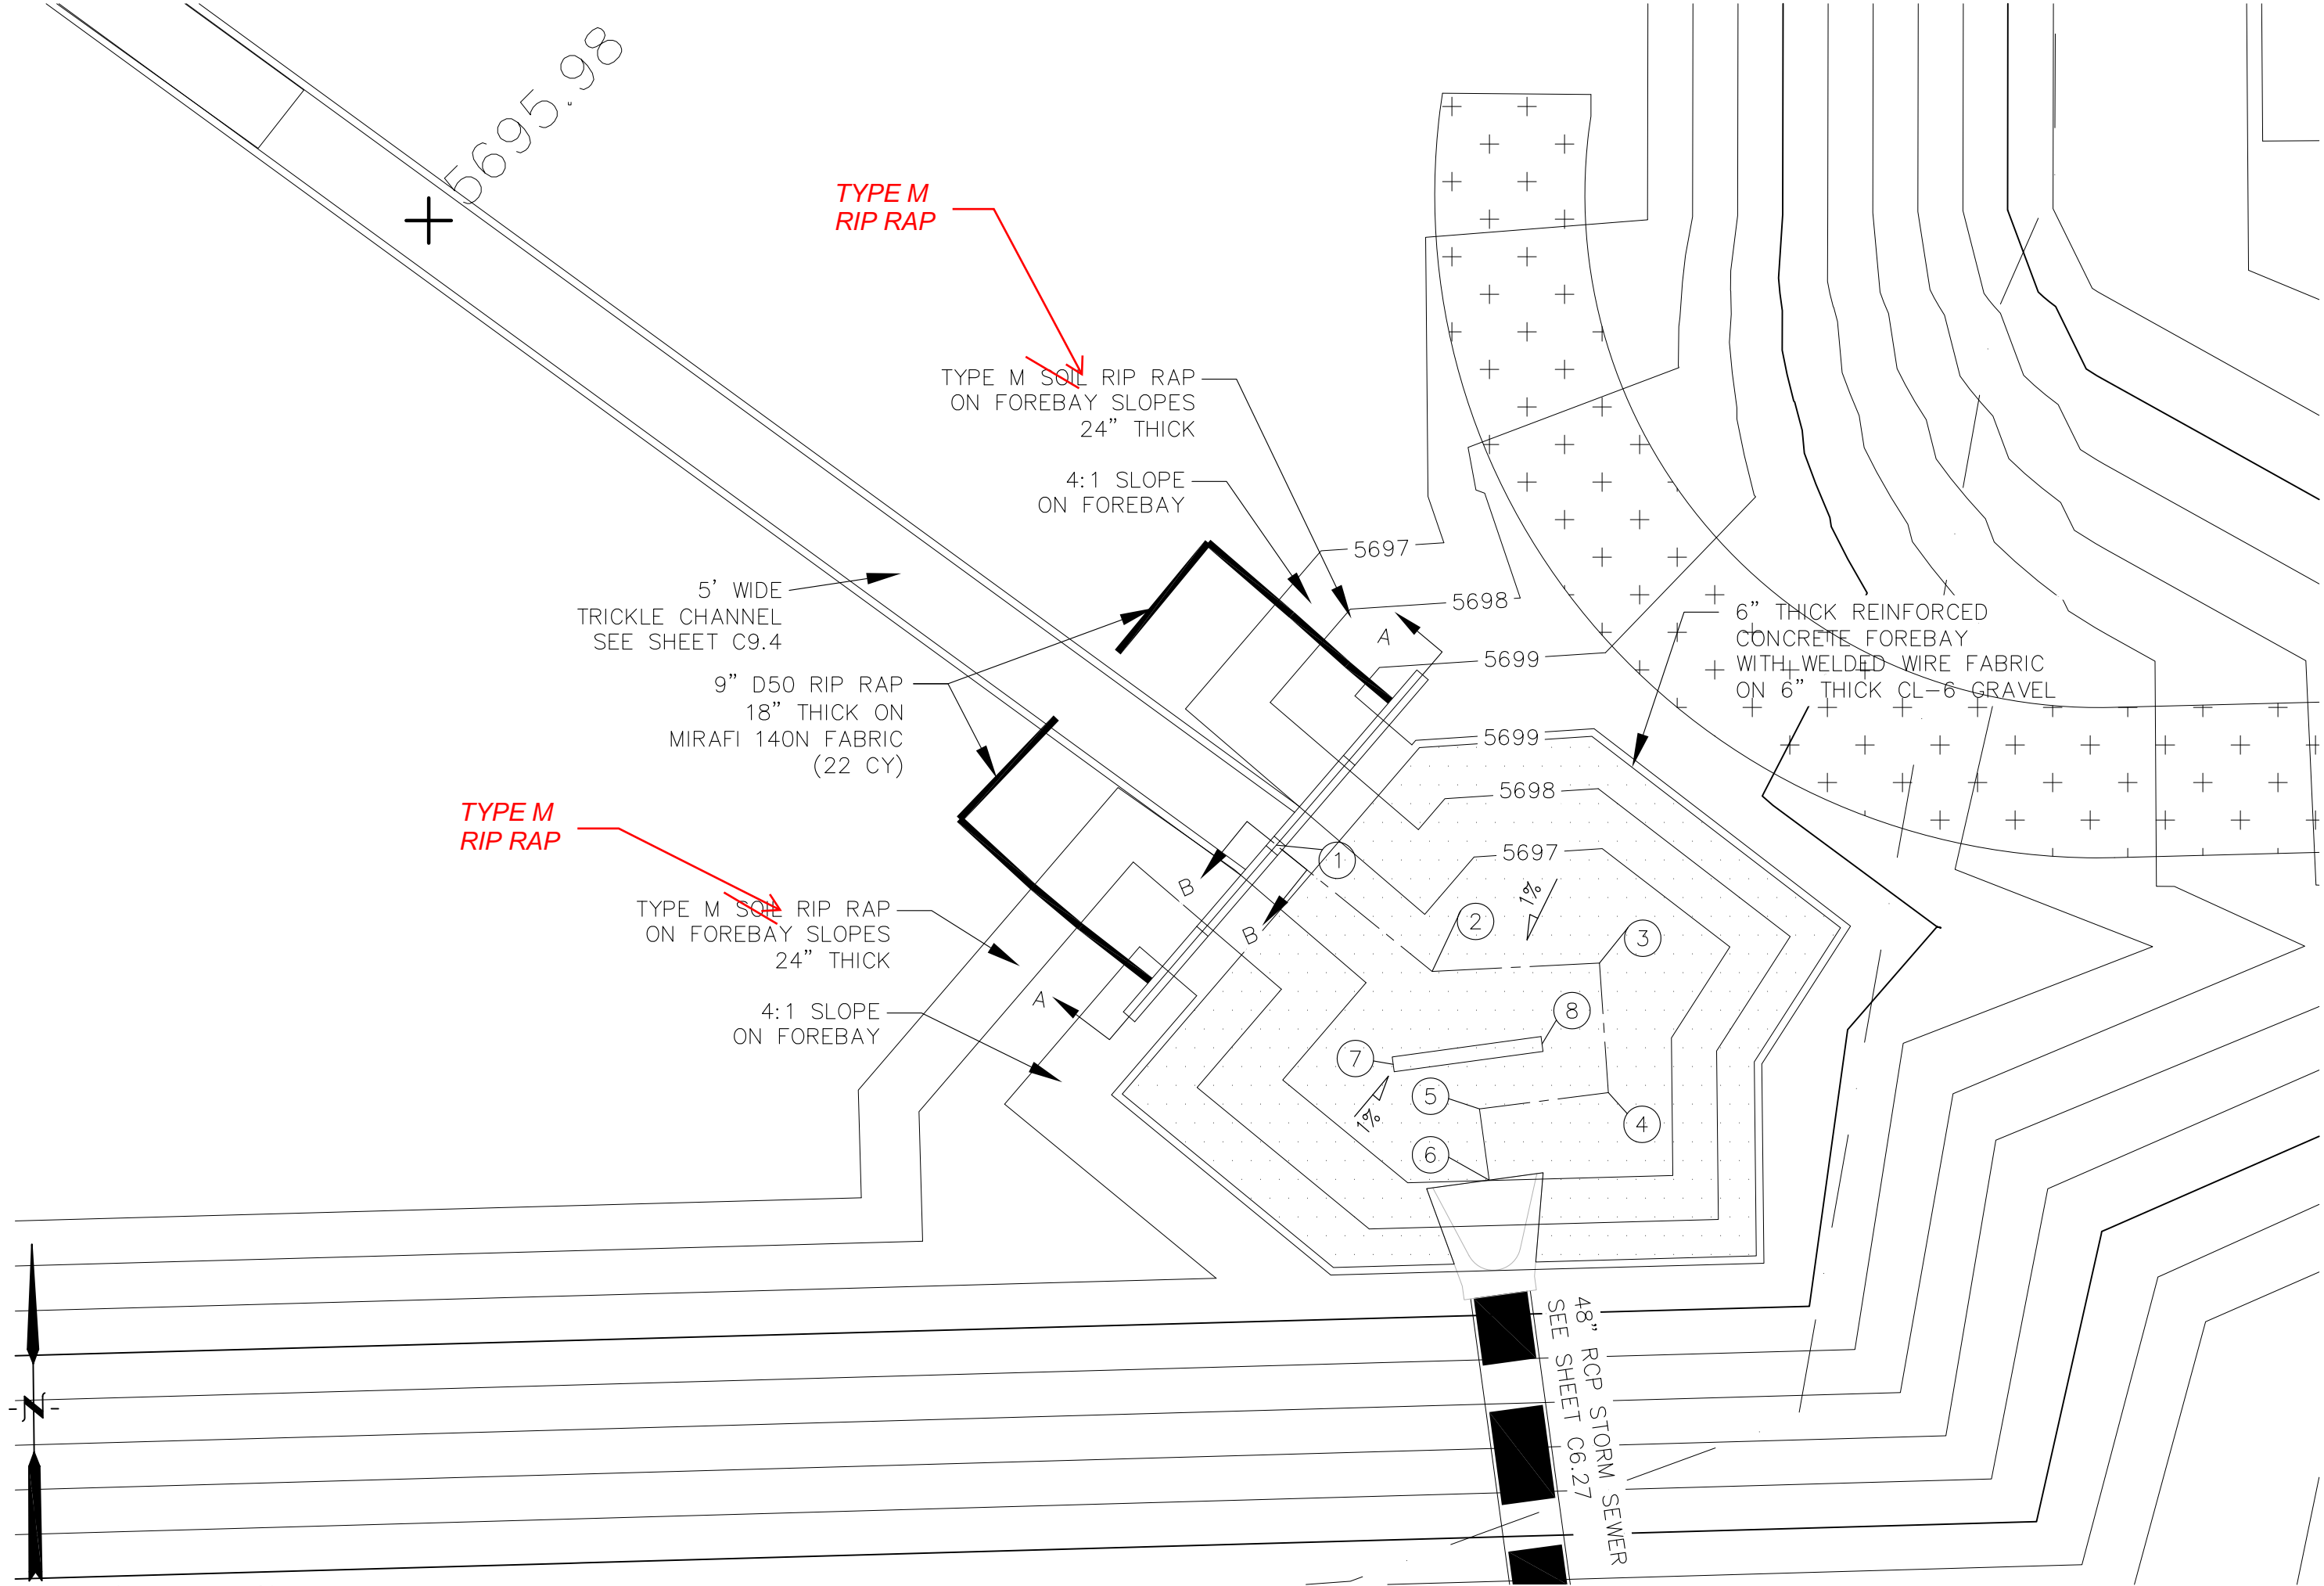 5695.98
TYPE M
RIP RAP
TYPE M SOIL RIP RAP
ON FOREBAY SLOPES
24” THICK
4:1 SLOPE
ON FOREBAY
5697
5698
5699
A
5’ WIDE
TRICKLE CHANNEL
SEE SHEET C9.4
9” D50 RIP RAP
18” THICK ON
MIRAFI 140N FABRIC
(22 CY)
6” THICK REINFORCED
CONCRETE FOREBAY
WITH WELDED WIRE FABRIC
ON 6” THICK CL-6 GRAVEL
5699
5698
5697
TYPE M
RIP RAP
TYPE M SOIL RIP RAP
ON FOREBAY SLOPES
24” THICK
4:1 SLOPE
ON FOREBAY
A
B
B
1
2
3
4
5
6
7
8
1%
1%
48” RCP STORM SEWER
SEE SHEET C6.27
-N-